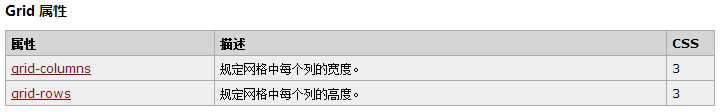 Grid 属性
属性 描述 CSS
grid-columns 规定网格中每个列的宽度。 3
grid-rows 规定网格中每个列的高度。 3